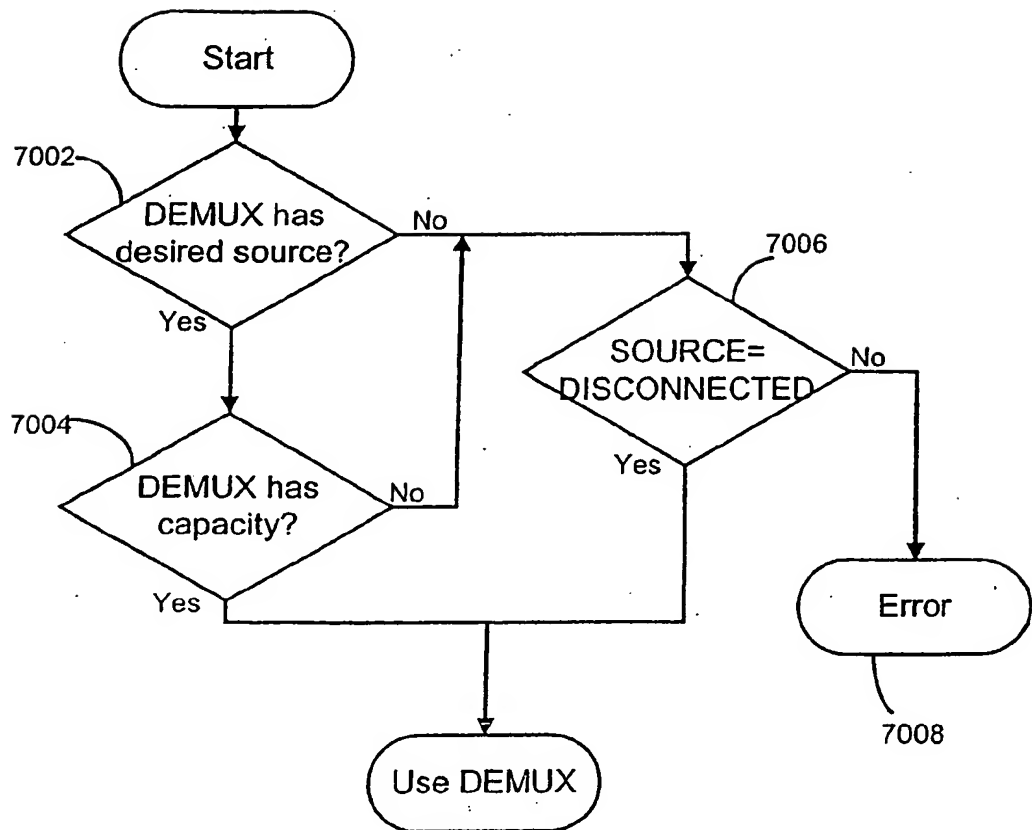 Start
7002
DEMUX has
desired source?
No
Yes
7006
SOURCE=
DISCONNECTED
No
Yes
7004
DEMUX has
capacity?
No
Yes
Error
7008
Use DEMUX